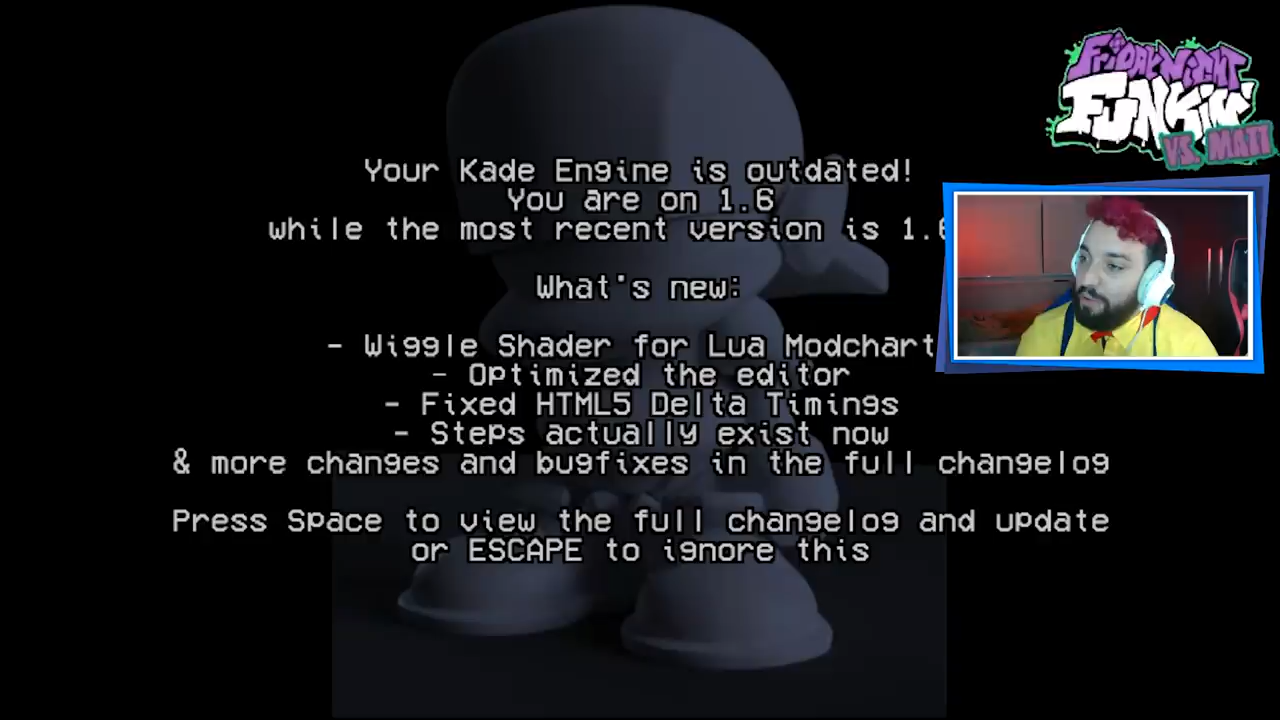 FRIDAY NIGHT
FUNKIN'
VS. MATT
Your Kade Engine is outdated!
You are on 1.6
while the most recent version is 1.6
What's new:
- Wiggle Shader for Lua Modchart
- Optimized the editor
- Fixed HTML5 Delta Timings
- Steps actually exist now
& more changes and bugfixes in the full changelog
Press Space to view the full changelog and update
or ESCAPE to ignore this